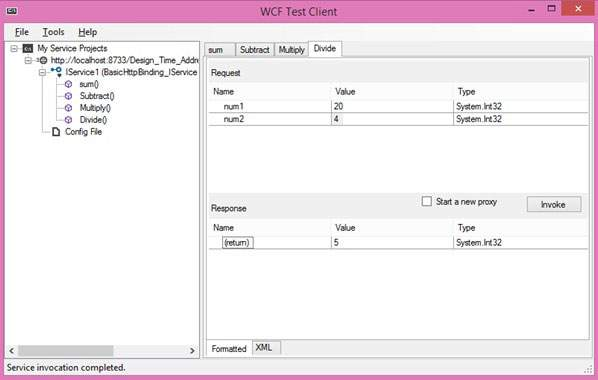 WCF Test Client
File Tools Help
My Service Projects
http://localhost:8733/Design_Time_Addre
IService1 (BasicHttpBinding_IService
sum()
Subtract()
Multiply()
Divide()
Config File
sum Subtract Multiply Divide
Request
Name Value Type
num1 20 System.Int32
num2 4 System.Int32
Start a new proxy Invoke
Response
Name Value Type
(return) 5 System.Int32
Formatted XML
Service invocation completed.